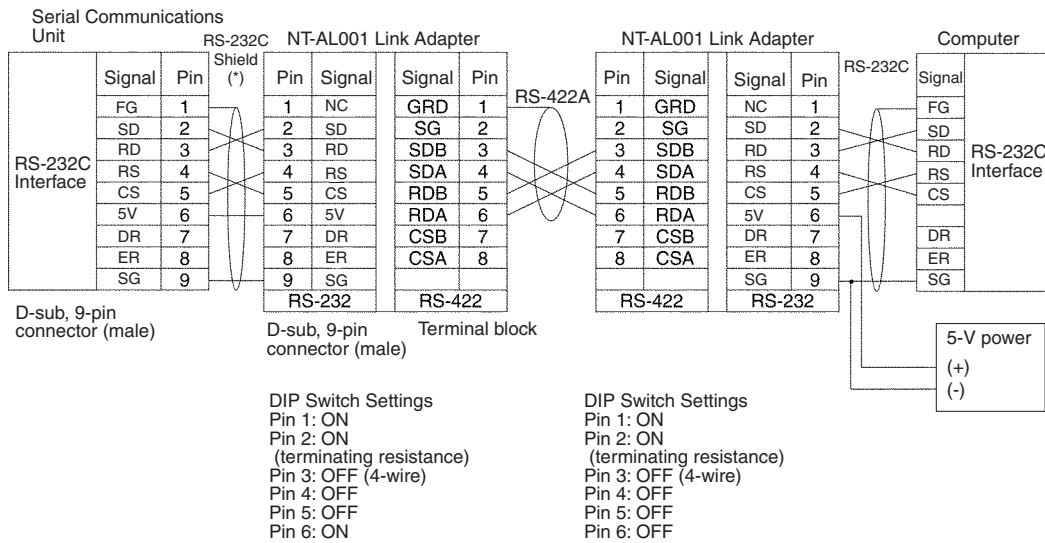 Serial Communications
Unit
RS-232C NT-AL001 Link Adapter NT-AL001 Link Adapter Computer
Shield
(*)
RS-232C
Signal Pin Pin Signal Signal Pin Pin Signal Signal Pin Signal
RS-422A
FG 1 1 NC GRD 1 1 GRD NC 1 FG
SD 2 2 SD SG 2 2 SG SD 2 SD
RD 3 3 RD SDB 3 3 SDB RD 3 RD
RS-232C
Interface
RS 4 4 RS SDA 4 4 SDA RS 4 RS
RS-232C
Interface
CS 5 5 CS RDB 5 5 RDB CS 5 CS
5V 6 6 5V RDA 6 6 RDA 5V 6
DR 7 7 DR CSB 7 7 CSB DR 7 DR
ER 8 8 ER CSA 8 8 CSA ER 8 ER
SG 9 9 SG SG 9 SG
RS-232 RS-422 RS-422 RS-232
D-sub, 9-pin
connector (male)
D-sub, 9-pin
connector (male)
Terminal block
5-V power
(+)
(-)
DIP Switch Settings
Pin 1: ON
Pin 2: ON
(terminating resistance)
Pin 3: OFF (4-wire)
Pin 4: OFF
Pin 5: OFF
Pin 6: ON
DIP Switch Settings
Pin 1: ON
Pin 2: ON
(terminating resistance)
Pin 3: OFF (4-wire)
Pin 4: OFF
Pin 5: OFF
Pin 6: OFF